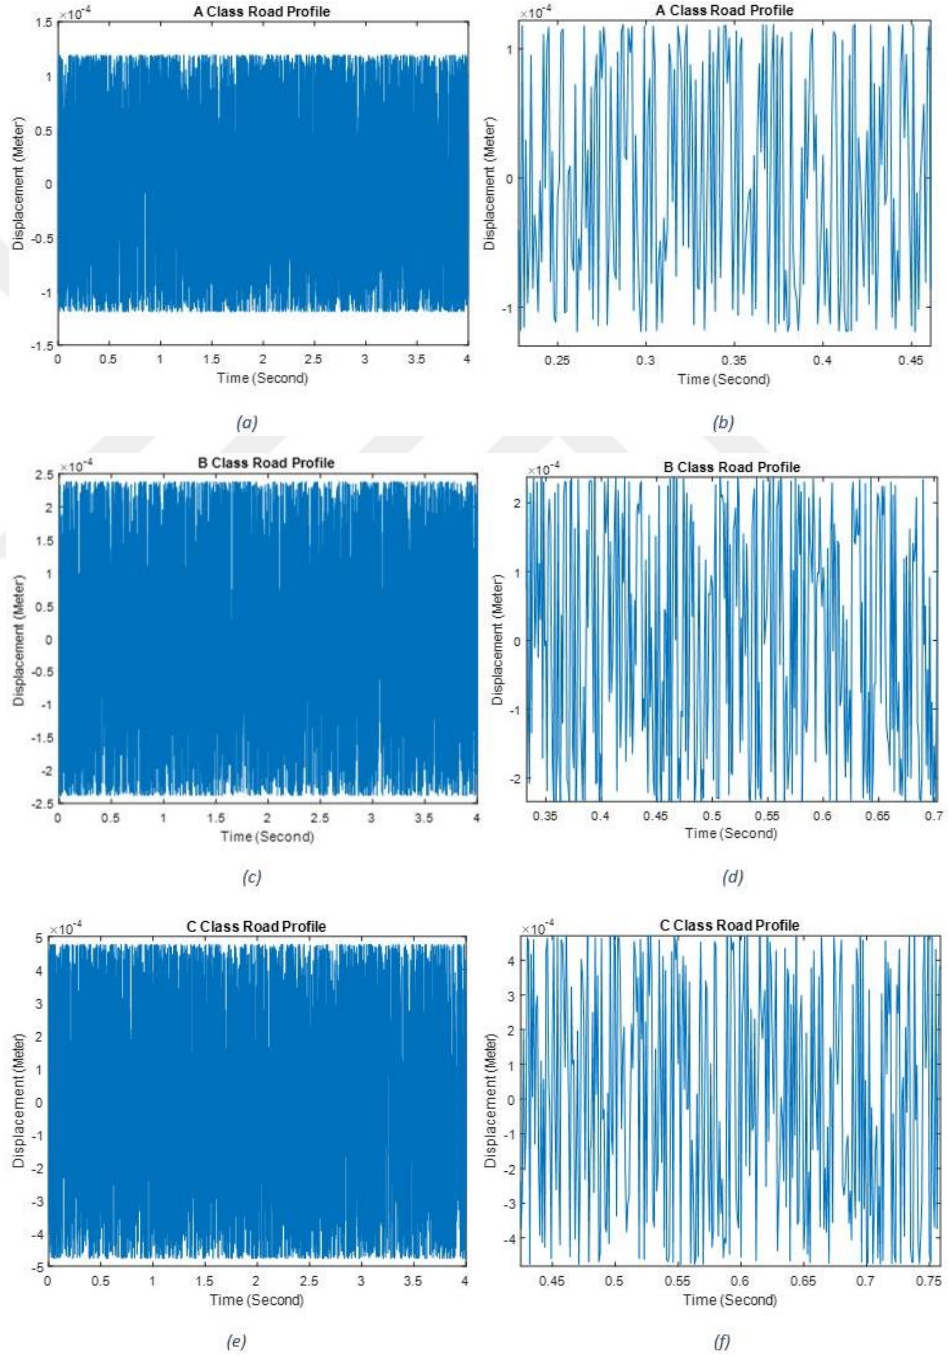 A Class Road Profile
×10⁻⁴
1.5
1
0.5
0
-0.5
-1
-1.5
Displacement (Meter)
0 0.5 1 1.5 2 2.5 3 3.5 4
Time (Second)
(a)
A Class Road Profile
×10⁻⁴
1
0
-1
Displacement (Meter)
0.25 0.3 0.35 0.4 0.45
Time (Second)
(b)
B Class Road Profile
×10⁻⁴
2.5
2
1.5
1
0.5
0
-0.5
-1
-1.5
-2
-2.5
Displacement (Meter)
0 0.5 1 1.5 2 2.5 3 3.5 4
Time (Second)
(c)
B Class Road Profile
×10⁻⁴
2
1
0
-1
-2
Displacement (Meter)
0.35 0.4 0.45 0.5 0.55 0.6 0.65 0.7
Time (Second)
(d)
C Class Road Profile
×10⁻⁴
5
4
3
2
1
0
-1
-2
-3
-4
-5
Displacement (Meter)
0 0.5 1 1.5 2 2.5 3 3.5 4
Time (Second)
(e)
C Class Road Profile
×10⁻⁴
4
3
2
1
0
-1
-2
-3
-4
Displacement (Meter)
0.45 0.5 0.55 0.6 0.65 0.7 0.75
Time (Second)
(f)